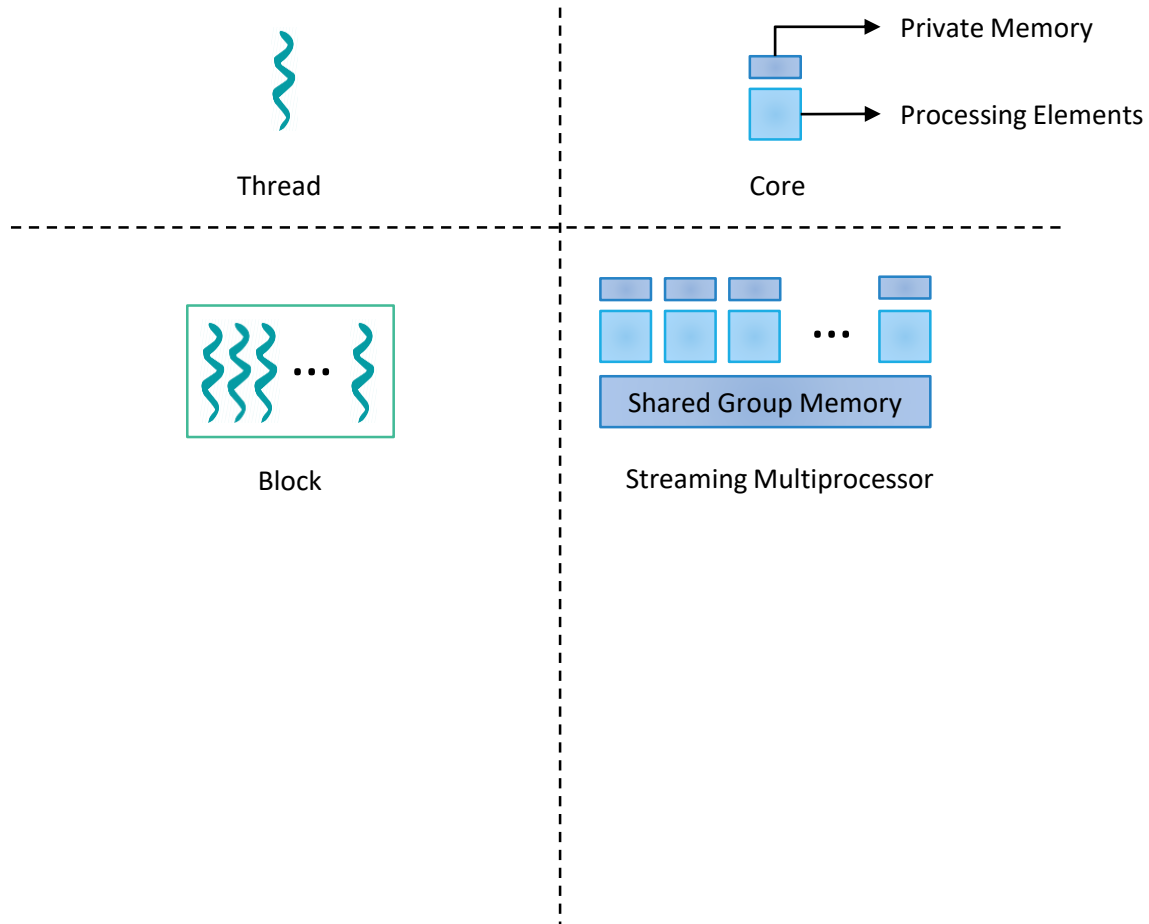 Private Memory
Processing Elements
Thread
Core
...
...
Shared Group Memory
Block
Streaming Multiprocessor